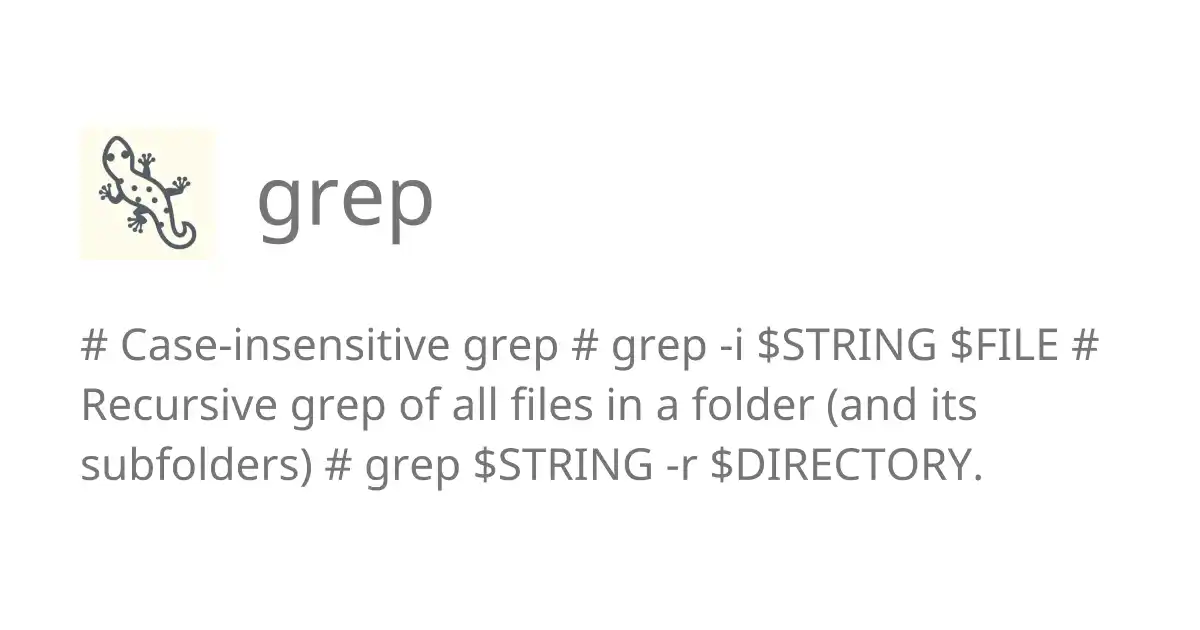 grep
# Case-insensitive grep # grep -i $STRING $FILE #
Recursive grep of all files in a folder (and its
subfolders) # grep $STRING -r $DIRECTORY.